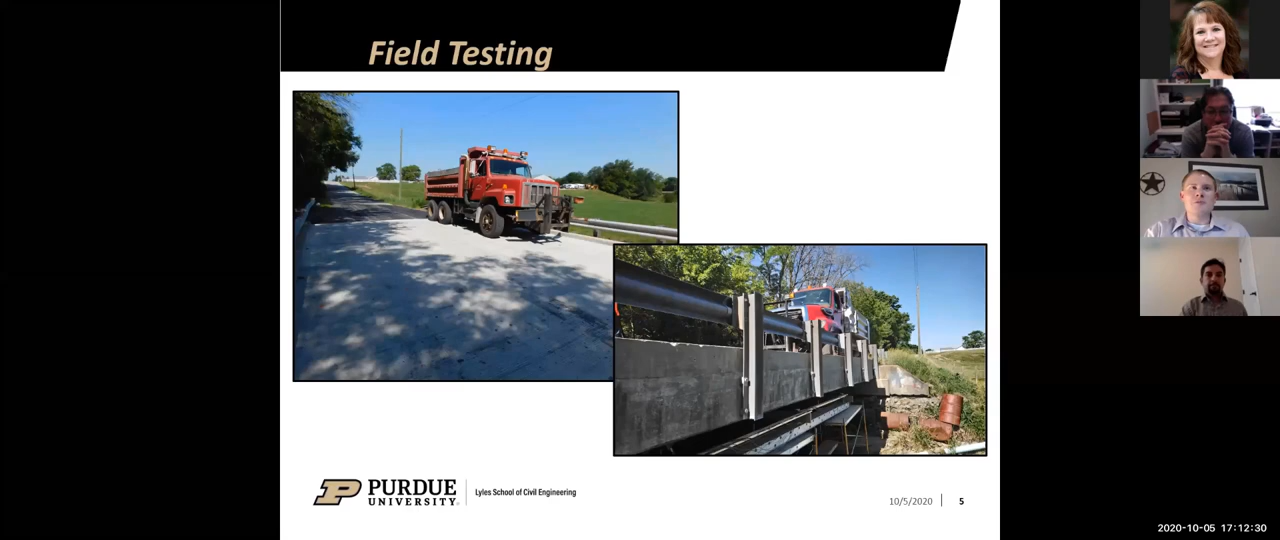 Field Testing
PURDUE
UNIVERSITY
Lyles School of Civil Engineering
10/5/2020
5
2020-10-05 17:12:30